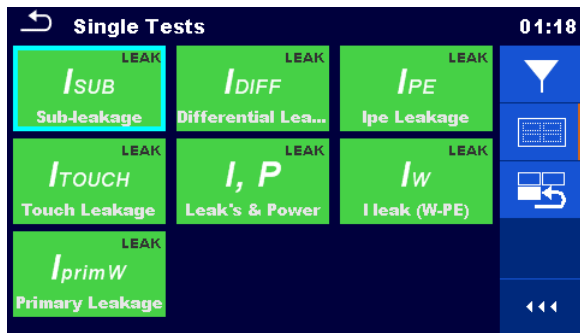 Single Tests 01:18
LEAK LEAK LEAK
ISUB IDIFF IPE
Sub-leakage Differential Lea... Ipe Leakage
LEAK LEAK LEAK
ITOUCH I, P IW
Touch Leakage Leak's & Power I leak (W-PE)
LEAK
IprimW
Primary Leakage